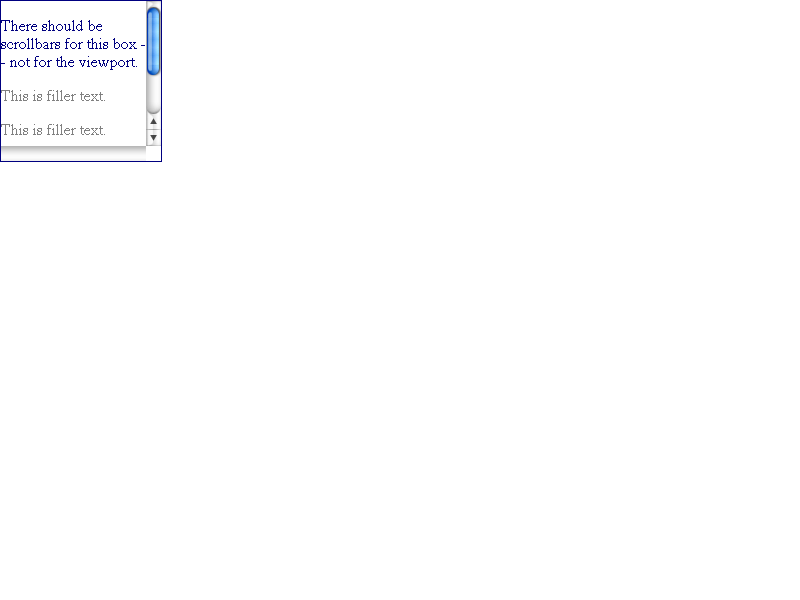 There should be
scrollbars for this box -
- not for the viewport.
This is filler text.
This is filler text.